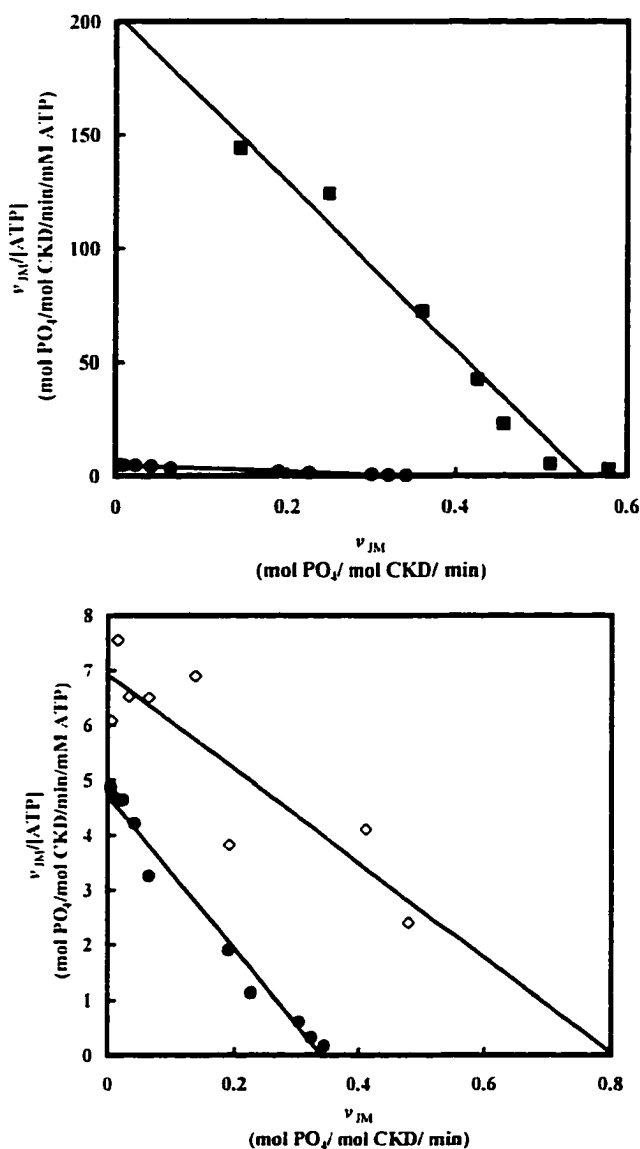 200
150
100
50
0
v_JM/[ATP]
(mol PO₄/mol CKD/min/mM ATP)
0 0.2 0.4 0.6
v_JM
(mol PO₄/ mol CKD/ min)
8
7
6
5
4
3
2
1
0
v_JM/[ATP]
(mol PO₄/mol CKD/min/mM ATP)
0 0.2 0.4 0.6 0.8
v_JM
(mol PO₄/ mol CKD/ min)